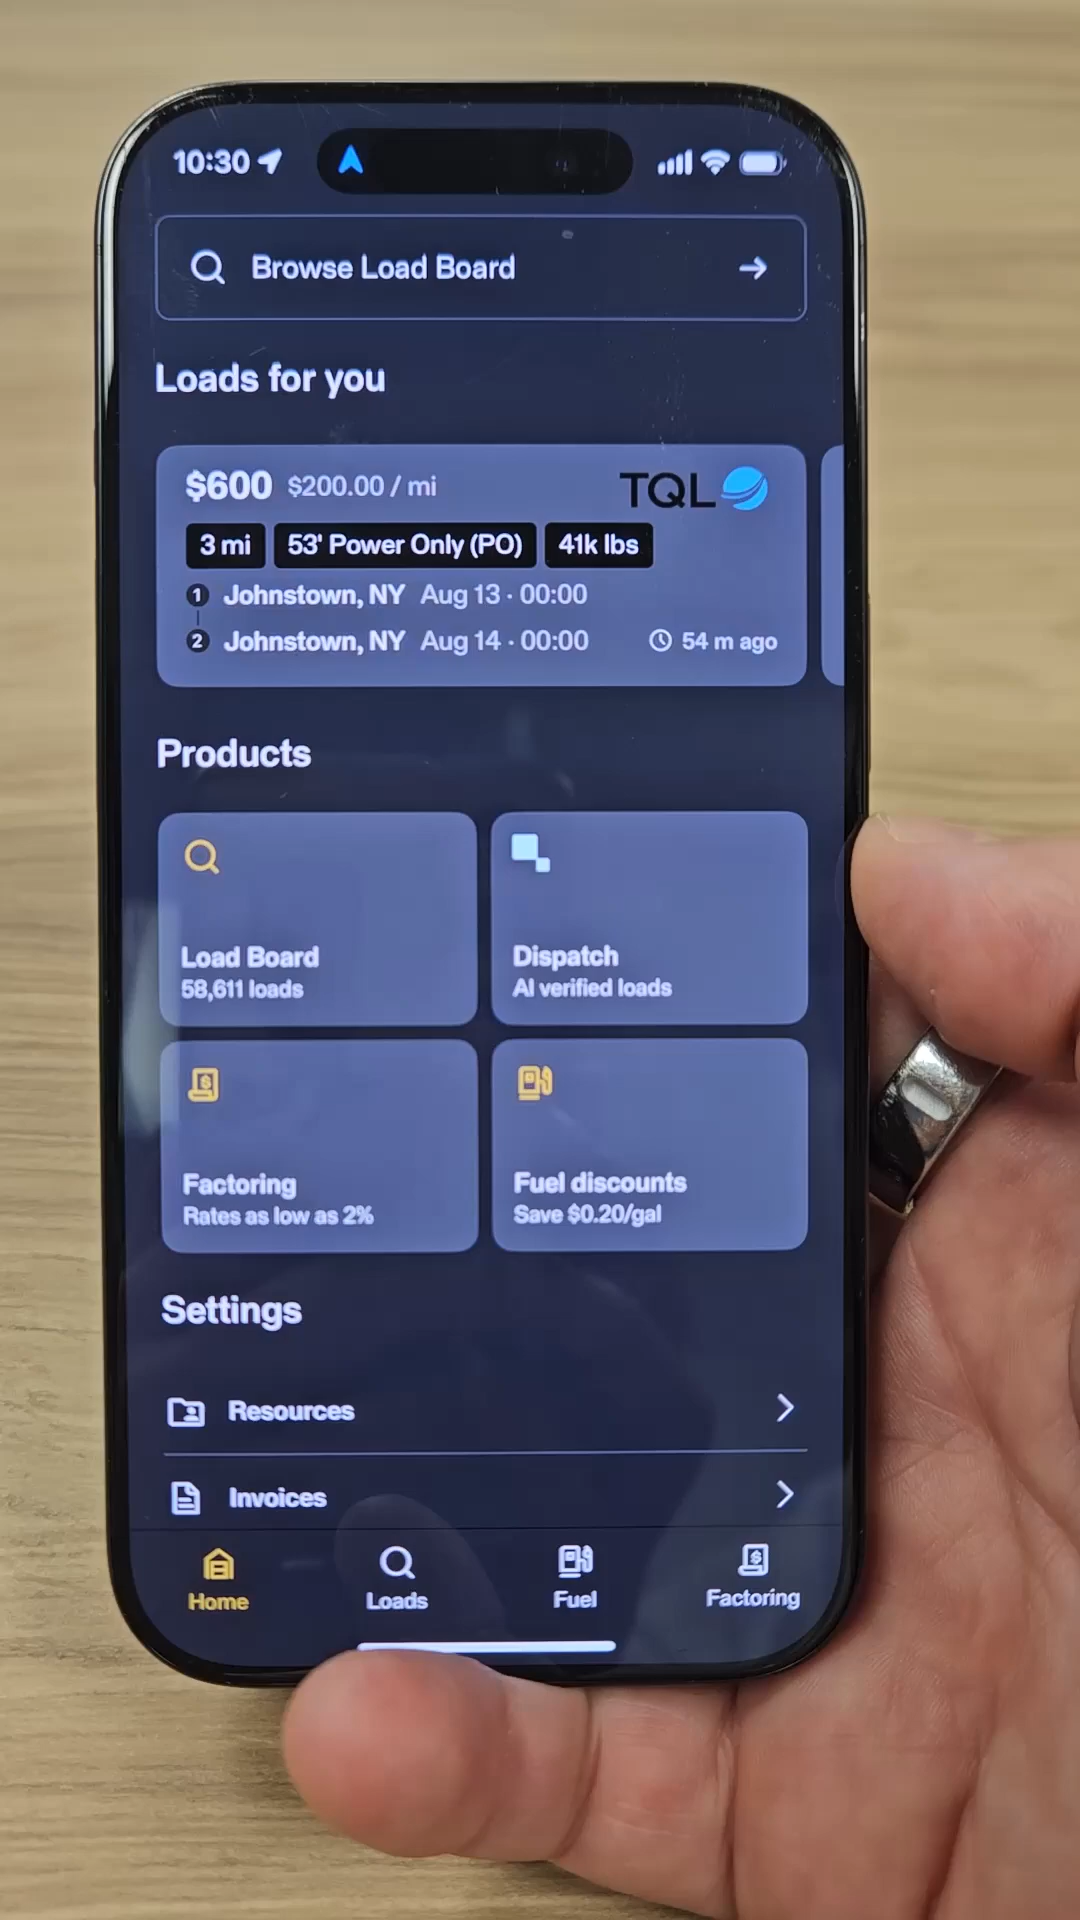 10:30
Browse Load Board
Loads for you
$600 $200.00 / mi TQL
3 mi 53' Power Only (PO) 41k lbs
1 Johnstown, NY Aug 13 · 00:00
2 Johnstown, NY Aug 14 · 00:00 54 m ago
Products
Load Board
58,611 loads
Dispatch
AI verified loads
Factoring
Rates as low as 2%
Fuel discounts
Save $0.20/gal
Settings
Resources
Invoices
Home Loads Fuel Factoring